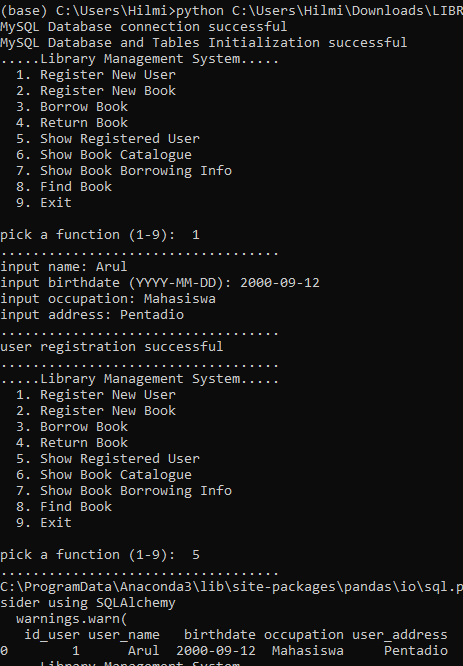 (base) C:\Users\Hilmi>python C:\Users\Hilmi\Downloads\LIBR
MySQL Database connection successful
MySQL Database and Tables Initialization successful
.....Library Management System.....
1. Register New User
2. Register New Book
3. Borrow Book
4. Return Book
5. Show Registered User
6. Show Book Catalogue
7. Show Book Borrowing Info
8. Find Book
9. Exit
pick a function (1-9):  1
...................................
input name: Arul
input birthdate (YYYY-MM-DD): 2000-09-12
input occupation: Mahasiswa
input address: Pentadio
...................................
user registration successful
...................................
.....Library Management System.....
1. Register New User
2. Register New Book
3. Borrow Book
4. Return Book
5. Show Registered User
6. Show Book Catalogue
7. Show Book Borrowing Info
8. Find Book
9. Exit
pick a function (1-9):  5
...................................
C:\ProgramData\Anaconda3\lib\site-packages\pandas\io\sql.p
sider using SQLAlchemy
warnings.warn(
id_user user_name   birthdate occupation user_address
0        1      Arul  2000-09-12  Mahasiswa     Pentadio
.....Library Management System.....